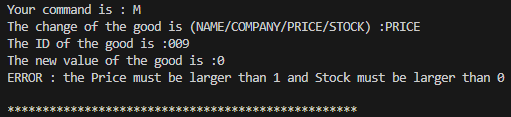 Your command is : M
The change of the good is (NAME/COMPANY/PRICE/STOCK) :PRICE
The ID of the good is :009
The new value of the good is :0
ERROR : the Price must be larger than 1 and Stock must be larger than 0
**************************************************